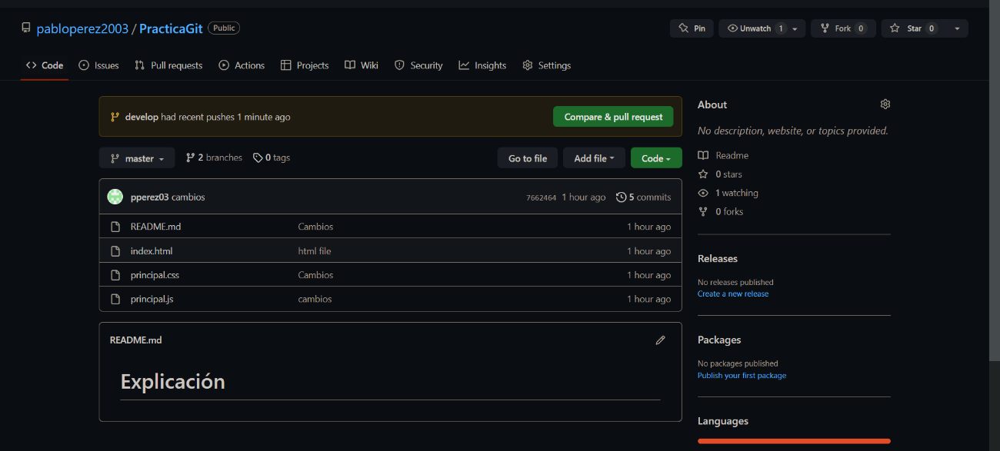 pabloperez2003 / PracticaGit Public
Pin Unwatch 1 Fork 0 Star 0
Code Issues Pull requests Actions Projects Wiki Security Insights Settings
develop had recent pushes 1 minute ago Compare & pull request
master 2 branches 0 tags Go to file Add file Code
pperez03 cambios 7662464 1 hour ago 5 commits
README.md Cambios 1 hour ago
index.html html file 1 hour ago
principal.css Cambios 1 hour ago
principal.js cambios 1 hour ago
README.md
Explicación
About
No description, website, or topics provided.
Readme
0 stars
1 watching
0 forks
Releases
No releases published
Create a new release
Packages
No packages published
Publish your first package
Languages